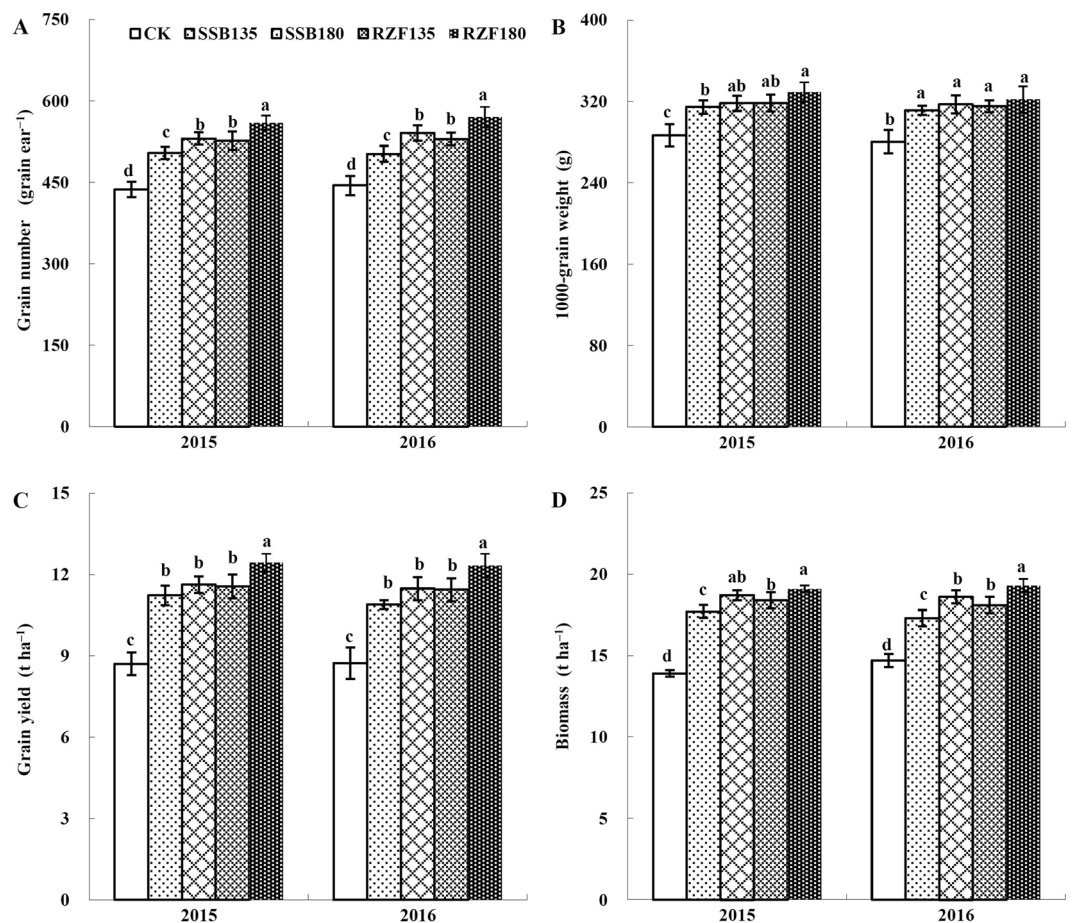 A
750
600
450
300
150
0
Grain number (grain ear⁻¹)
CK SSB135 SSB180 RZF135 RZF180
d c b b a
d c b b a
2015 2016
B
400
320
240
160
80
0
1000-grain weight (g)
c b ab ab a
b a a a a
2015 2016
C
15
12
9
6
3
0
Grain yield (t ha⁻¹)
c b b b a
c b b b a
2015 2016
D
25
20
15
10
5
0
Biomass (t ha⁻¹)
d c ab b a
d c b b a
2015 2016